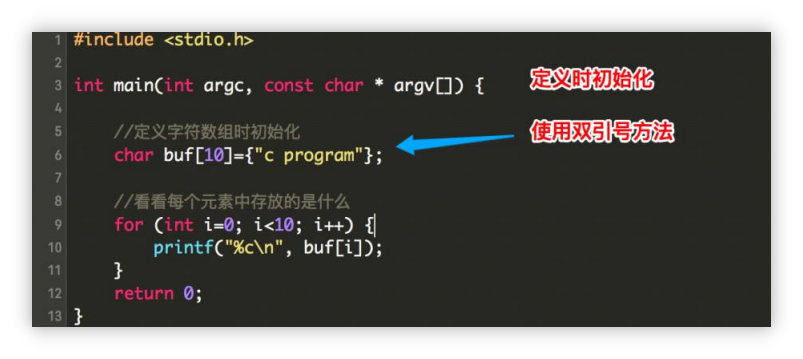 1 #include <stdio.h>
2
3 int main(int argc, const char * argv[]) {
定义时初始化
4
5 //定义字符数组时初始化
使用双引号方法
6 char buf[10]={"c program"};
7
8 //看看每个元素中存放的是什么
9 for (int i=0; i<10; i++) {
10 printf("%c\n", buf[i]);
11 }
12 return 0;
13 }